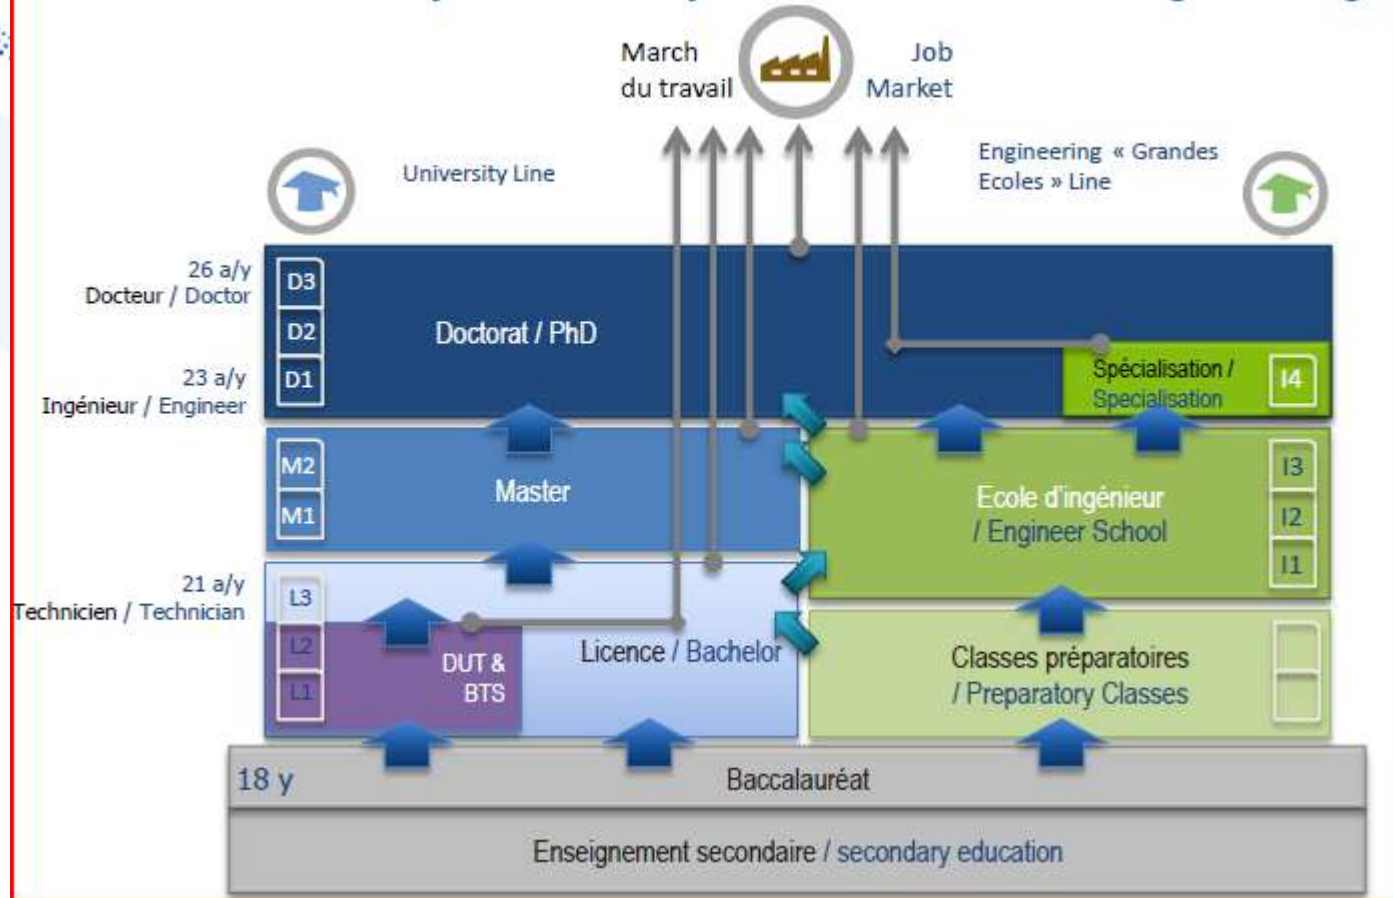 March
du travail
Job
Market
University Line
Engineering « Grandes
Ecoles » Line
26 a/y
Docteur / Doctor
D3
D2
D1
Doctorat / PhD
23 a/y
Ingénieur / Engineer
Spécialisation /
Specialisation
I4
M2
M1
Master
Ecole d'ingénieur
/ Engineer School
I3
I2
I1
21 a/y
Technicien / Technician
L3
L2
L1
DUT &
BTS
Licence / Bachelor
Classes préparatoires
/ Preparatory Classes
18 y
Baccalauréat
Enseignement secondaire / secondary education